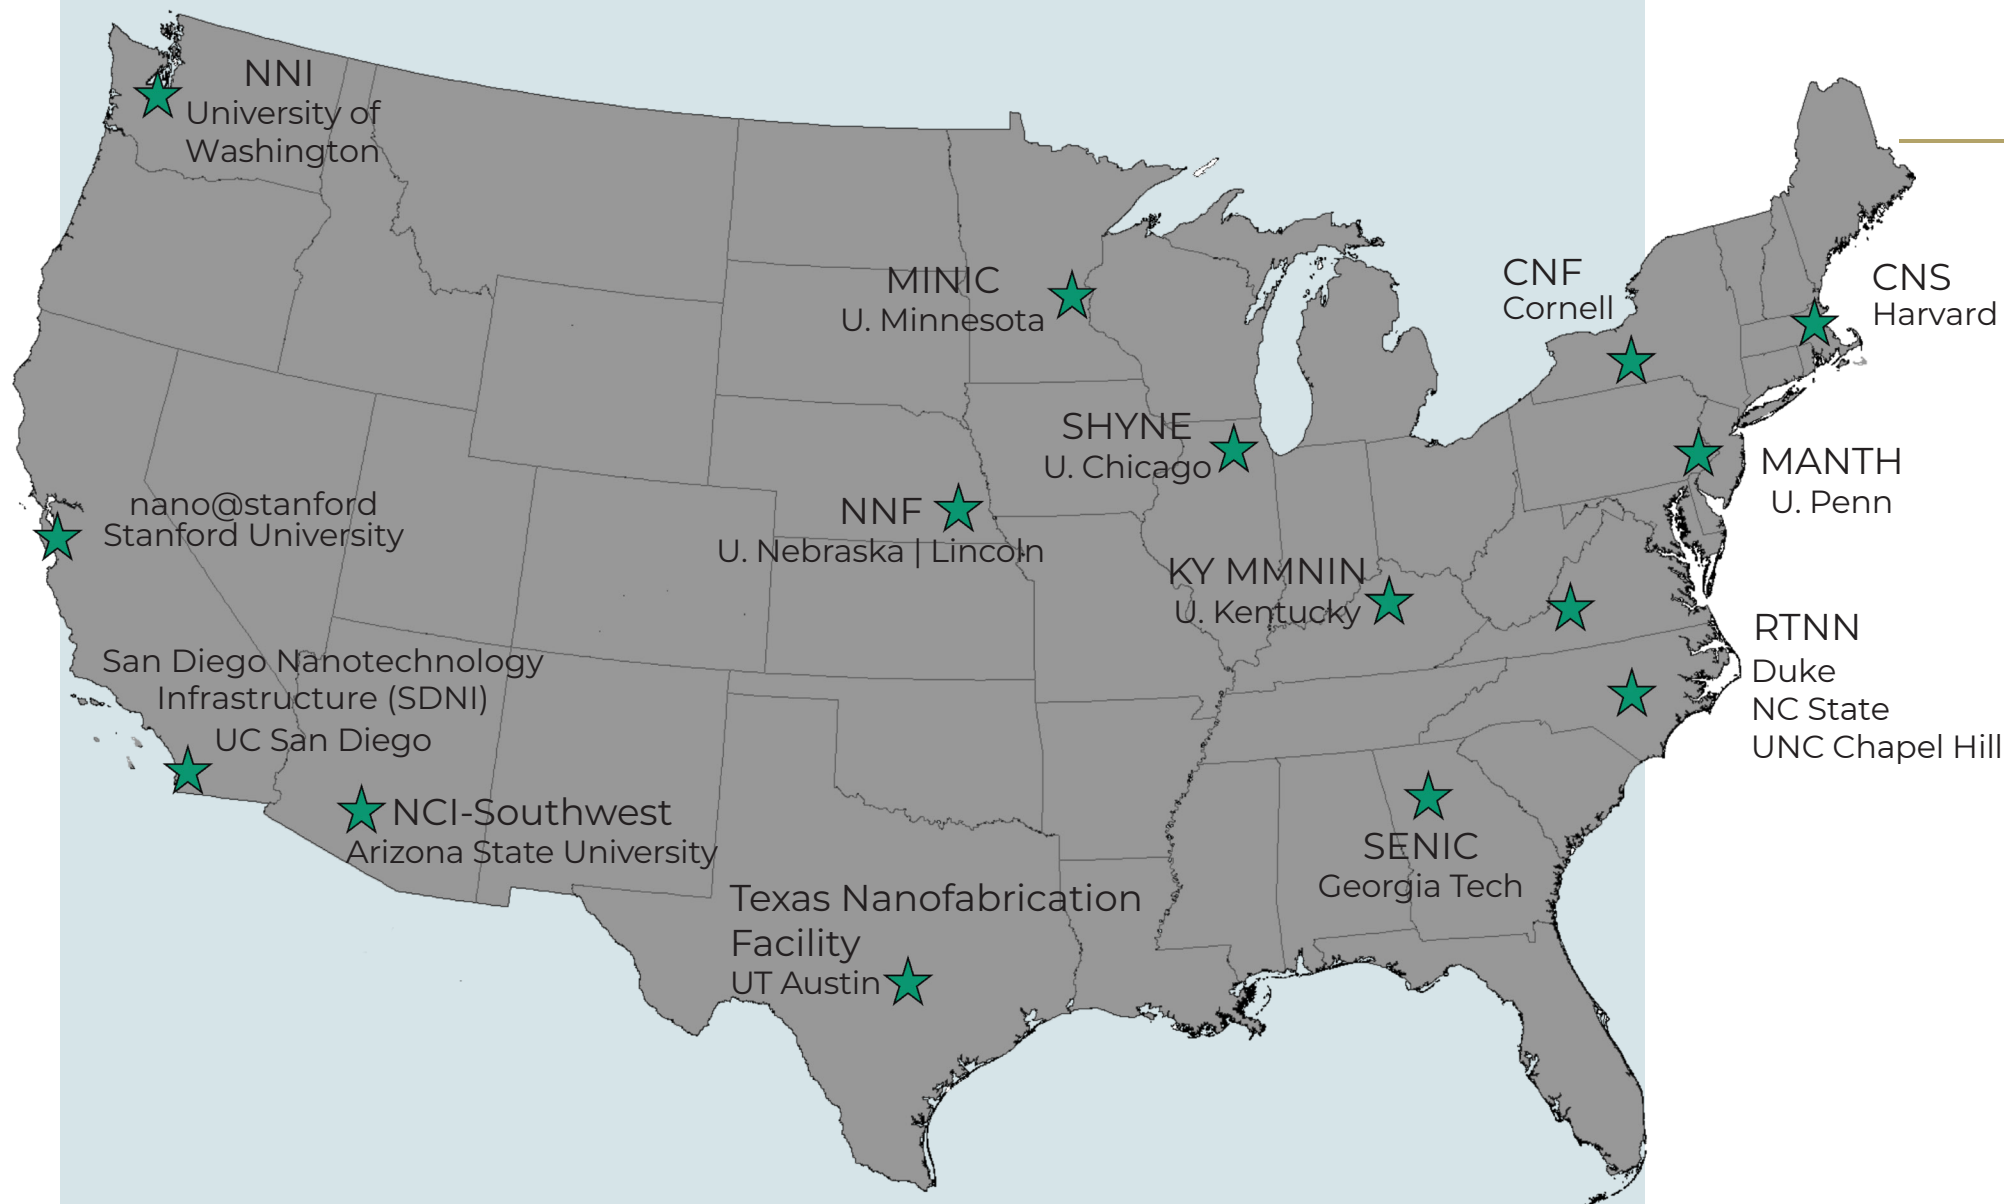 NNI
University of
Washington
MINIC
U. Minnesota
CNF
Cornell
CNS
Harvard
SHYNE
U. Chicago
MANTH
U. Penn
nano@stanford
Stanford University
NNF
U. Nebraska | Lincoln
KY MMNIN
U. Kentucky
RTNN
Duke
NC State
UNC Chapel Hill
San Diego Nanotechnology
Infrastructure (SDNI)
UC San Diego
NCI-Southwest
Arizona State University
SENIC
Georgia Tech
Texas Nanofabrication
Facility
UT Austin